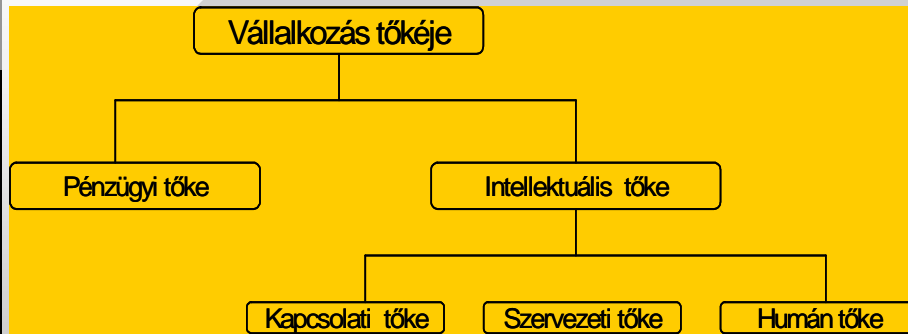 Vállalkozás tőkéje
Pénzügyi tőke
Intellektuális tőke
Kapcsolati tőke
Szervezeti tőke
Humán tőke